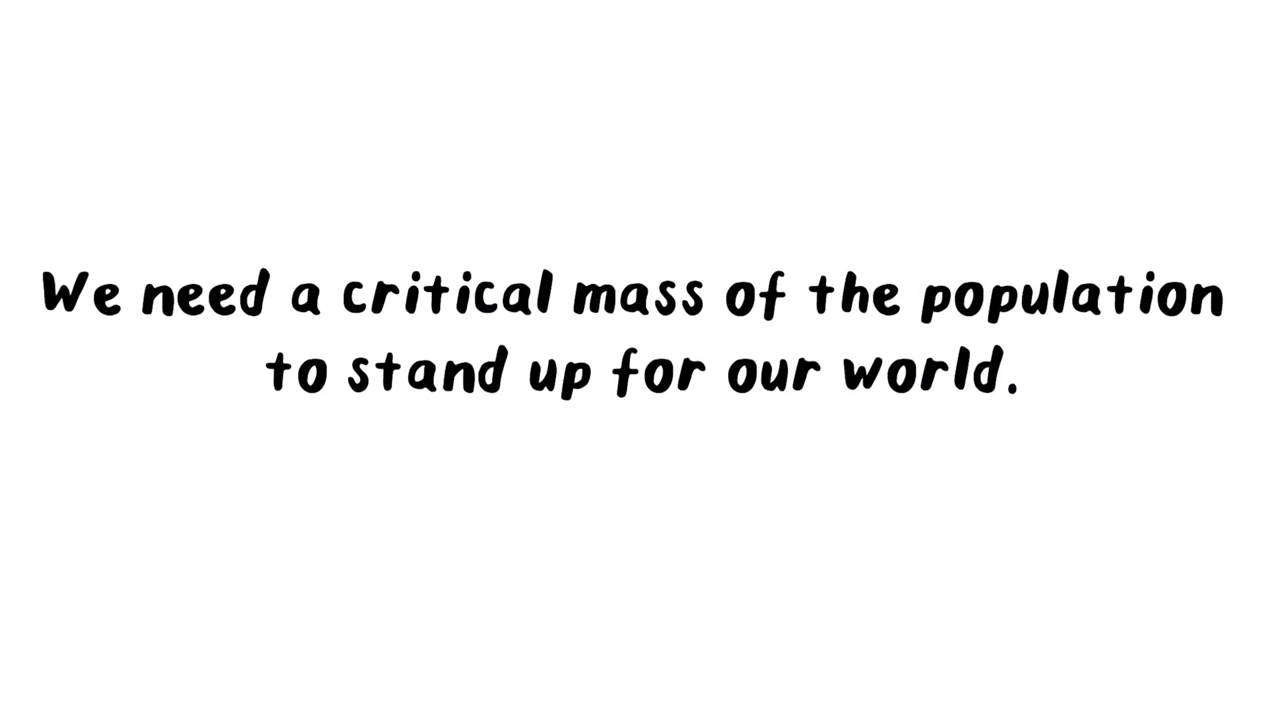 We need a critical mass of the population
to stand up for our world.